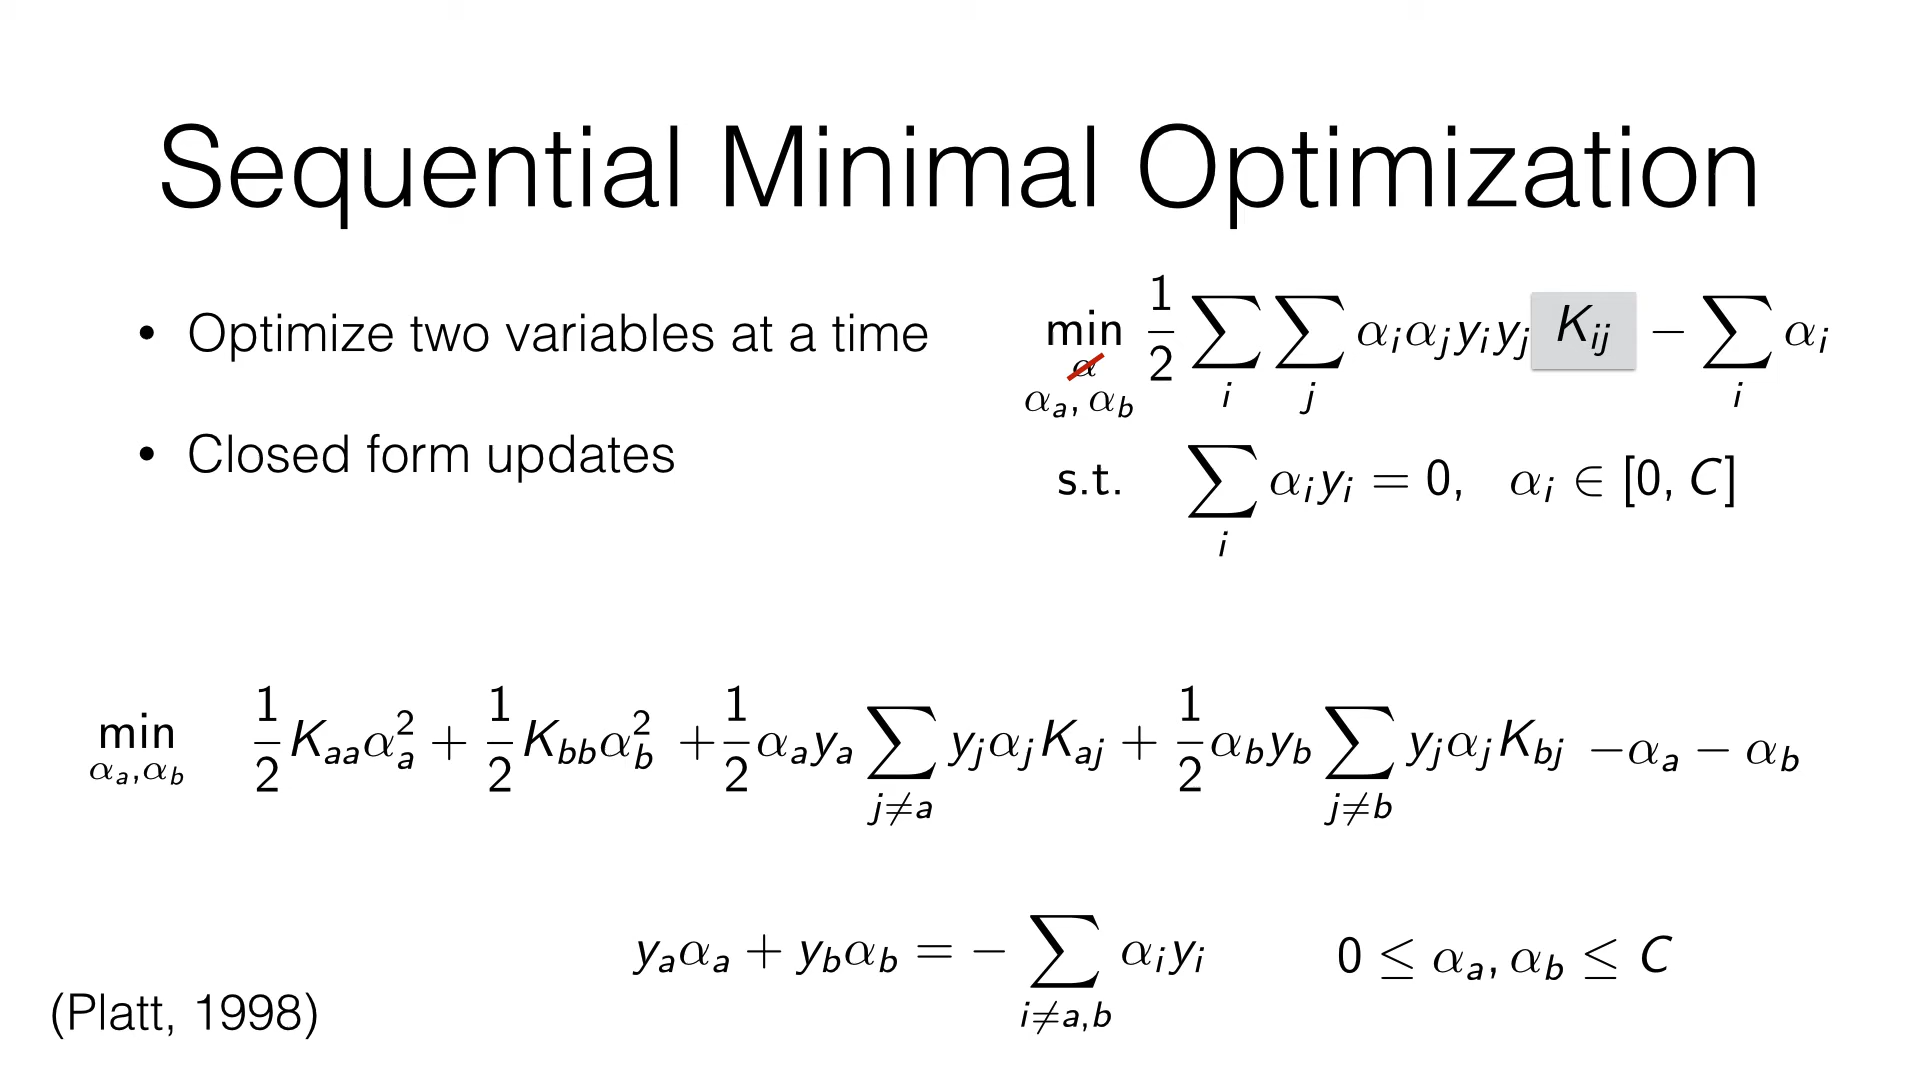 Sequential Minimal Optimization
• Optimize two variables at a time
• Closed form updates
min α α_a, α_b 1/2 ∑_i ∑_j α_i α_j y_i y_j K_ij − ∑_i α_i
s.t. ∑_i α_i y_i = 0, α_i ∈ [0, C]
min α_a,α_b 1/2 K_aa α_a^2 + 1/2 K_bb α_b^2 + 1/2 α_a y_a ∑_{j≠a} y_j α_j K_aj + 1/2 α_b y_b ∑_{j≠b} y_j α_j K_bj − α_a − α_b
y_a α_a + y_b α_b = − ∑_{i≠a,b} α_i y_i 0 ≤ α_a, α_b ≤ C
(Platt, 1998)